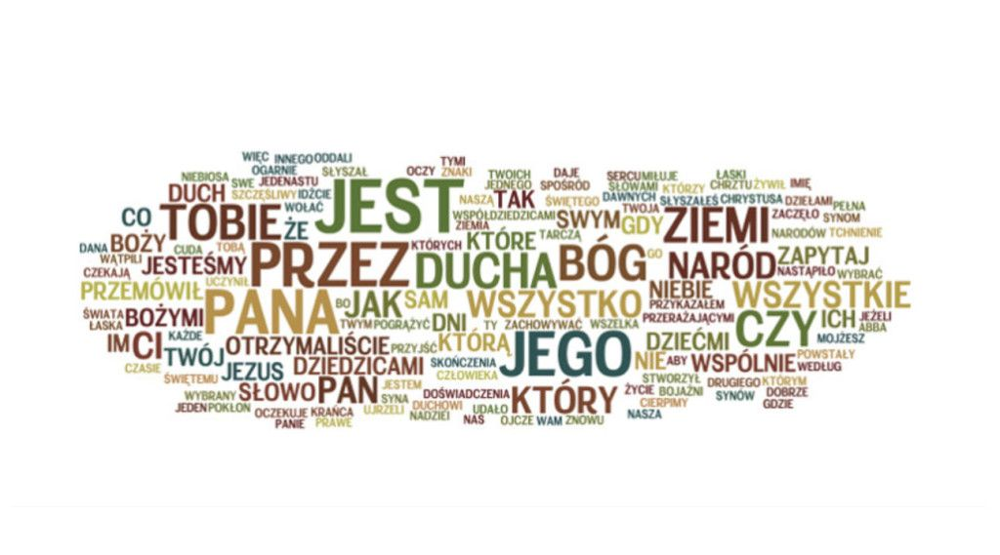 WIĘC INNEGO ODDALI TYMI
OGARNIE SŁYSZAŁ OCZY ZNAKI TWOICH DAJE SERCU MIŁUJE ŁASKI
NIEBIOSA SWE JEDENASTU JEDNEGO SPOŚRÓD SŁOWAMI KTÓRZY CHRZTU ŻYWIŁ IMIĘ
DUCH SZCZĘŚLIWY IDŹCIE JEST NASZĄ TAK ŚWIĘTEGO DAWNYCH SŁYSZAŁEŚ CHRYSTUSA DZIEŁAMI PEŁNA
CO TOBIE WOŁAĆ ŻE WSPÓŁDZIEDZICAMI SWYM TWOJA GDY ZIEMI ZACZĘŁO SYNOM
ZIEMIA TARCZĄ NARODÓW TCHNIENIE
DANA BOŻY CUDA TOBĄ PRZEZ KTÓRYCH KTÓRE BÓG GO NARÓD ZAPYTAJ
WĄTPILI JESTEŚMY DUCHA NASTĄPIŁO WYBRAĆ
CZEKAJĄ UCZYNIŁ
PRZEMÓWIŁ PANA BO JAK SAM WSZYSTKO NIEBIE WSZYSTKIE
PRZYKAZAŁEM
ŚWIATA BOŻYMI TWYM POGRĄŻYĆ DNI TY ZACHOWYWAĆ WSZELKA PRZERAŻAJĄCYMI CZY ICH JEŻELI
ŁASKA KAŻDE ABBA
IM CI OTRZYMALIŚCIE PRZYJŚĆ KTÓRĄ JEGO DZIEĆMI MOŻJESZ
TWÓJ SKOŃCZENIA NIE ABY WSPÓLNIE POWSTAŁY
CZASIE JEZUS DZIEDZICAMI CZŁOWIEKA WEDŁUG
ŚWIĘTEMU SŁOWO PAN JESTEM STWORZYŁ DRUGIEGO KTÓRYM
WYBRANY SYNA DOŚWIADCZENIA KTÓRY ŻYCIE BOJAŹNI SYNÓW DOBRZE
JEDEN POKŁON OCZEKUJE KRAŃCA UJRZELI DUCHOWI UDAŁO CIERPIMY GDZIE
PANIE PRAWE NADZIEI NAS OJCZE WAM ZNOWU NASZA